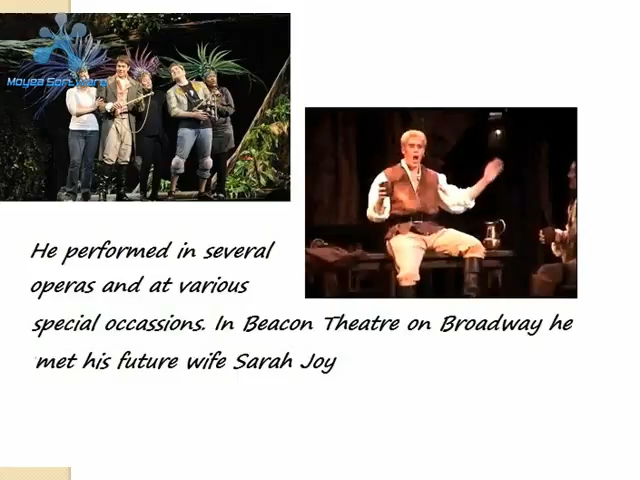 Moyea Software
He performed in several
operas and at various
special occassions. In Beacon Theatre on Broadway he
met his future wife Sarah Joy